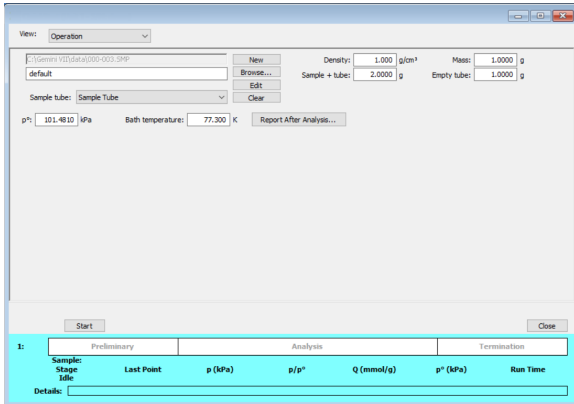 View: Operation
C:\Gemini VII\data\000-003.SMP New Density: 1.000 g/cm³ Mass: 1.0000 g
default Browse... Sample + tube: 2.0000 g Empty tube: 1.0000 g
Edit
Sample tube: Sample Tube Clear
p°: 101.4810 kPa Bath temperature: 77.300 K Report After Analysis...
Start Close
1: Preliminary Analysis Termination
Sample:
Stage Last Point p (kPa) p/p° Q (mmol/g) p° (kPa) Run Time
Idle
Details: